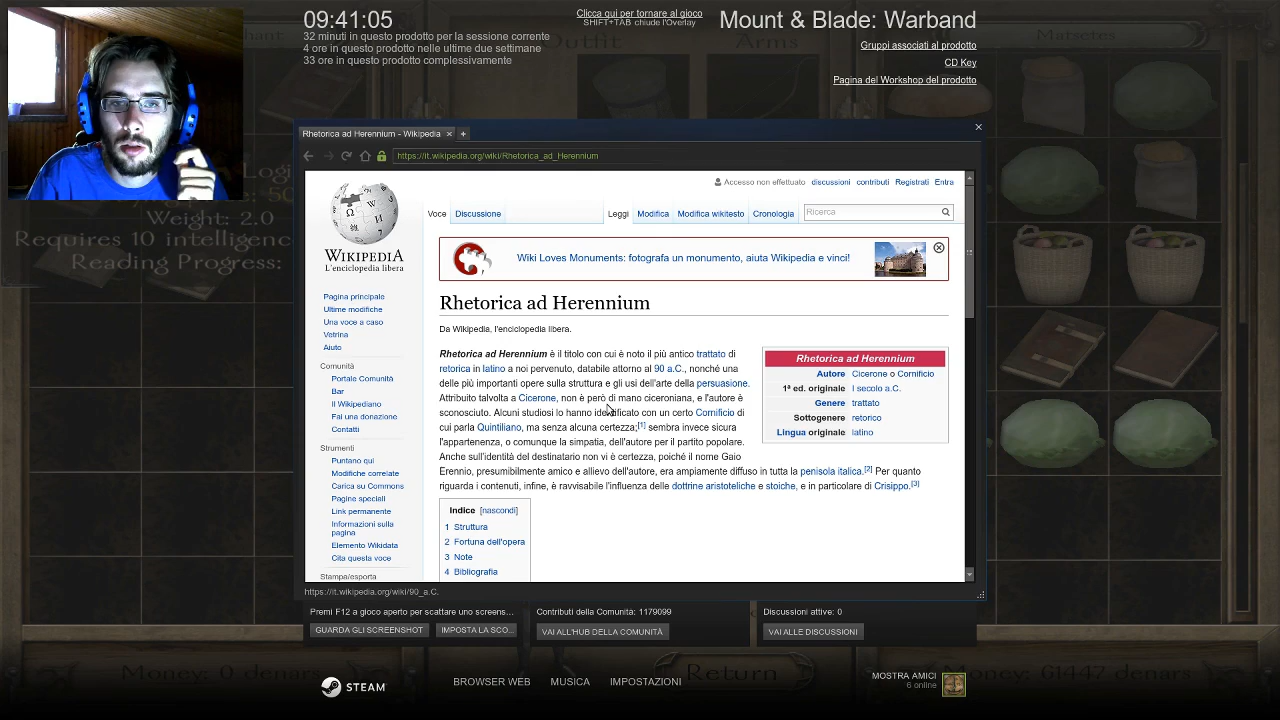 09:41:05
32 minuti in questo prodotto per la sessione corrente
4 ore in questo prodotto nelle ultime due settimane
33 ore in questo prodotto complessivamente
Clicca qui per tornare al gioco
SHIFT+TAB chiude l'Overlay
Mount & Blade: Warband
Gruppi associati al prodotto
CD Key
Pagina del Workshop del prodotto
Outfit
Arms
Weight: 2.0
Requires 10 intelligence
Reading Progress:
Rhetorica ad Herennium - Wikipedia
https://it.wikipedia.org/wiki/Rhetorica_ad_Herennium
Accesso non effettuato discussioni contributi Registrati Entra
Voce Discussione Leggi Modifica Modifica wikitesto Cronologia Ricerca
WIKIPEDIA
L'enciclopedia libera
Pagina principale
Ultime modifiche
Una voce a caso
Vetrina
Aiuto
Comunità
Portale Comunità
Bar
Il Wikipediano
Fai una donazione
Contatti
Strumenti
Puntano qui
Modifiche correlate
Carica su Commons
Pagine speciali
Link permanente
Informazioni sulla
pagina
Elemento Wikidata
Cita questa voce
Stampa/esporta
Wiki Loves Monuments: fotografa un monumento, aiuta Wikipedia e vinci!
Rhetorica ad Herennium
Da Wikipedia, l'enciclopedia libera.
Rhetorica ad Herennium è il titolo con cui è noto il più antico trattato di
retorica in latino a noi pervenuto, databile attorno al 90 a.C., nonché una
delle più importanti opere sulla struttura e gli usi dell'arte della persuasione.
Attribuito talvolta a Cicerone, non è però di mano ciceroniana, e l'autore è
sconosciuto. Alcuni studiosi lo hanno identificato con un certo Cornificio di
cui parla Quintiliano, ma senza alcuna certezza;[1] sembra invece sicura
l'appartenenza, o comunque la simpatia, dell'autore per il partito popolare.
Anche sull'identità del destinatario non vi è certezza, poiché il nome Gaio
Erennio, presumibilmente amico e allievo dell'autore, era ampiamente diffuso in tutta la penisola italica.[2] Per quanto
riguarda i contenuti, infine, è ravvisabile l'influenza delle dottrine aristoteliche e stoiche, e in particolare di Crisippo.[3]
Rhetorica ad Herennium
Autore Cicerone o Cornificio
1ª ed. originale I secolo a.C.
Genere trattato
Sottogenere retorico
Lingua originale latino
Indice [nascondi]
1 Struttura
2 Fortuna dell'opera
3 Note
4 Bibliografia
https://it.wikipedia.org/wiki/90_a.C.
Premi F12 a gioco aperto per scattare uno screens...
GUARDA GLI SCREENSHOT IMPOSTA LA SCO...
Contributi della Comunità: 1179099
VAI ALL'HUB DELLA COMUNITÀ
Discussioni attive: 0
VAI ALLE DISCUSSIONI
Money: 0 denars
Return
Money: 61447 denars
STEAM
BROWSER WEB MUSICA IMPOSTAZIONI
MOSTRA AMICI
6 online